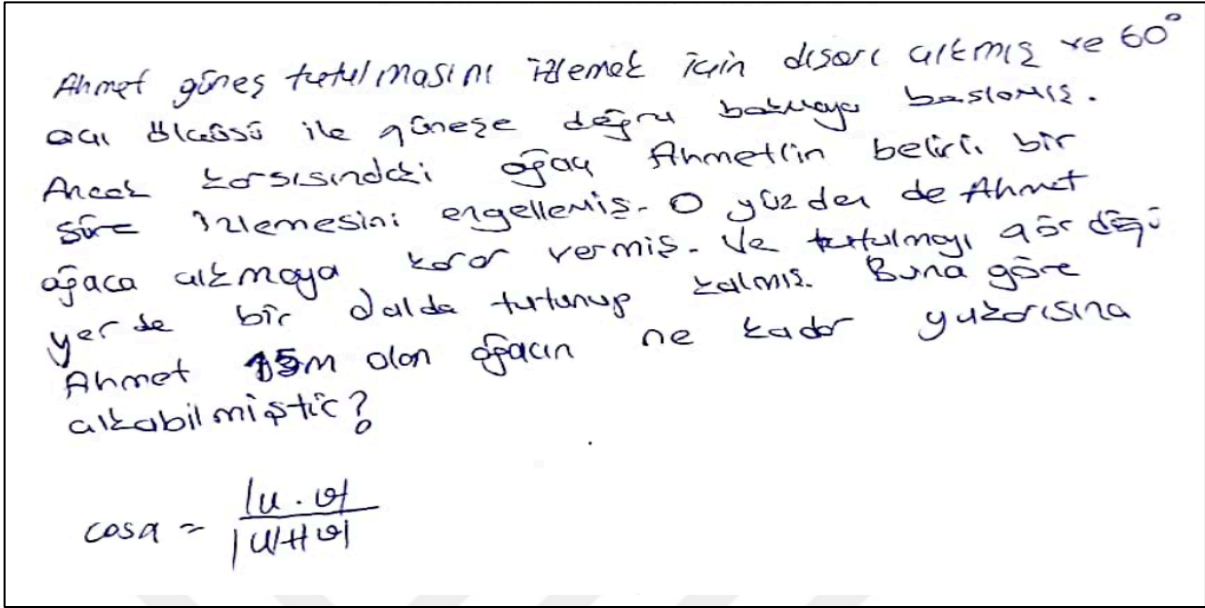 Ahmet güneş tutulmasını izlemek için dışarı çıkmış ve 60°
açı ölçüsü ile güneşe doğru bakmaya başlamış.
Ancak karşısındaki ağaç Ahmet'in belirli bir
süre izlemesini engellemiş. O yüzden de Ahmet
ağaca çıkmaya karar vermiş. Ve tutulmayı gördüğü
yerde bir dalda tutunup kalmış. Buna göre
Ahmet 15m olan ağacın ne kadar yukarısına
çıkabilmiştir?
cosα = |u.v| / |u||v|